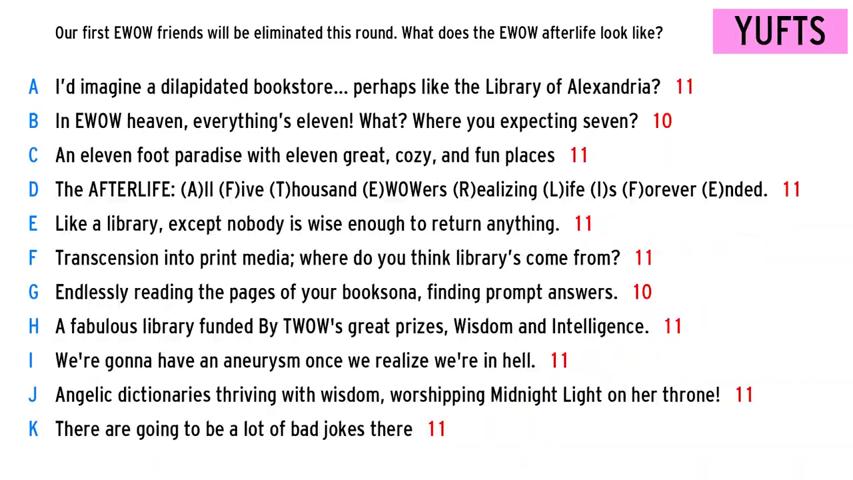 Our first EWOW friends will be eliminated this round. What does the EWOW afterlife look like?
YUFTS
A I'd imagine a dilapidated bookstore... perhaps like the Library of Alexandria? 11
B In EWOW heaven, everything's eleven! What? Where you expecting seven? 10
C An eleven foot paradise with eleven great, cozy, and fun places 11
D The AFTERLIFE: (A)ll (F)ive (T)housand (E)WOWers (R)ealizing (L)ife (I)s (F)orever (E)nded. 11
E Like a library, except nobody is wise enough to return anything. 11
F Transcension into print media; where do you think library's come from? 11
G Endlessly reading the pages of your booksona, finding prompt answers. 10
H A fabulous library funded By TWOW's great prizes, Wisdom and Intelligence. 11
I We're gonna have an aneurysm once we realize we're in hell. 11
J Angelic dictionaries thriving with wisdom, worshipping Midnight Light on her throne! 11
K There are going to be a lot of bad jokes there 11